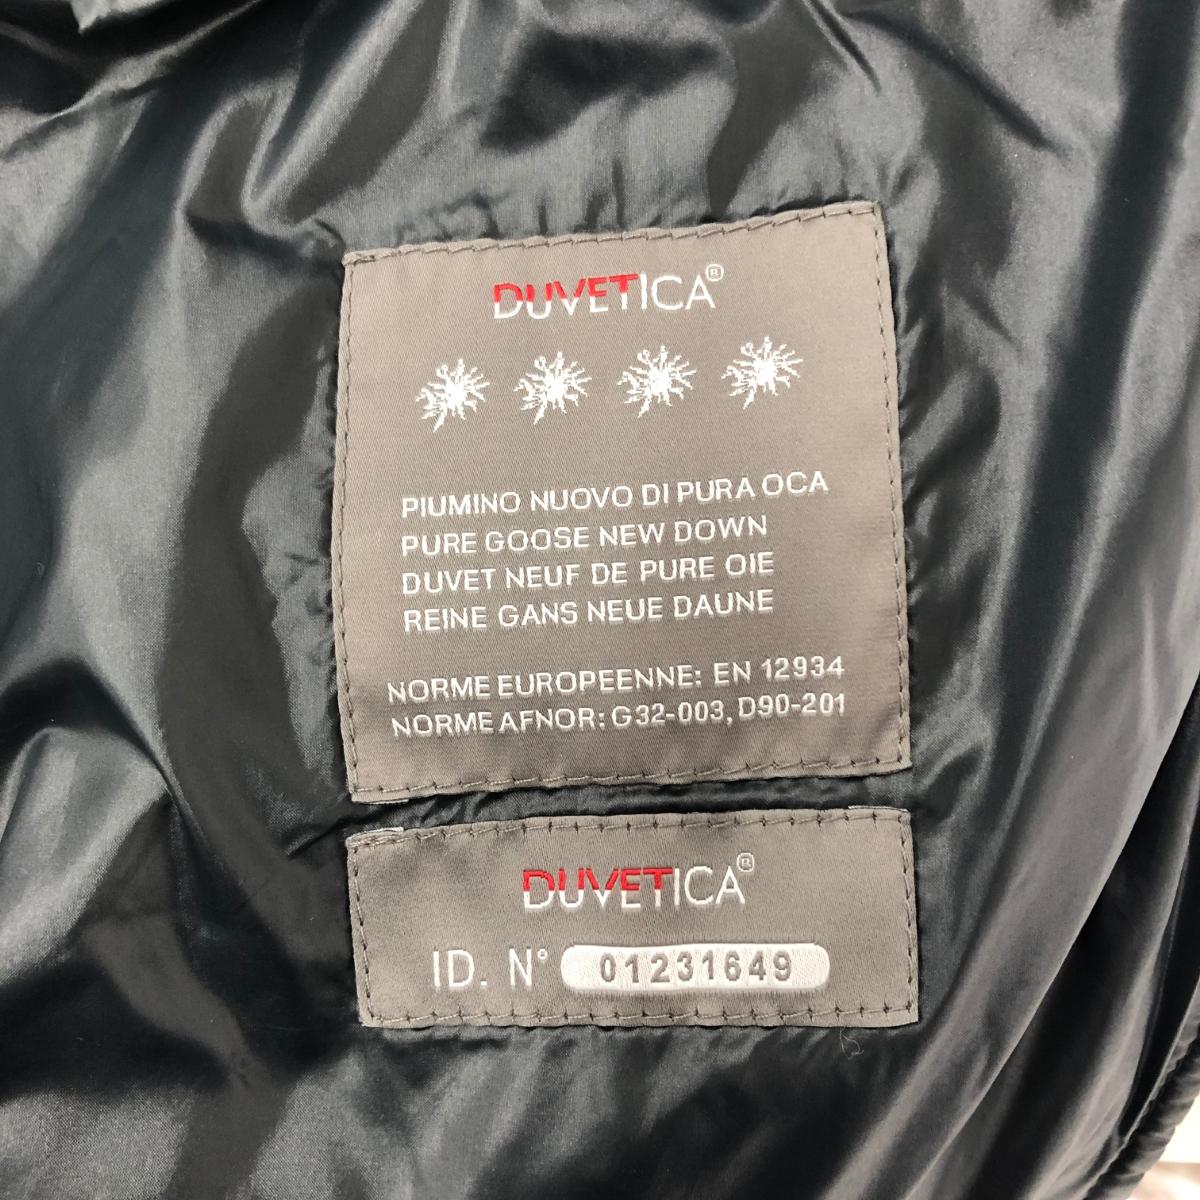 DUVETICA®
PIUMINO NUOVO DI PURA OCA
PURE GOOSE NEW DOWN
DUVET NEUF DE PURE OIE
REINE GANS NEUE DAUNE
NORME EUROPEENNE: EN 12934
NORME AFNOR: G32-003, D90-201
DUVETICA®
ID. N° 01231649